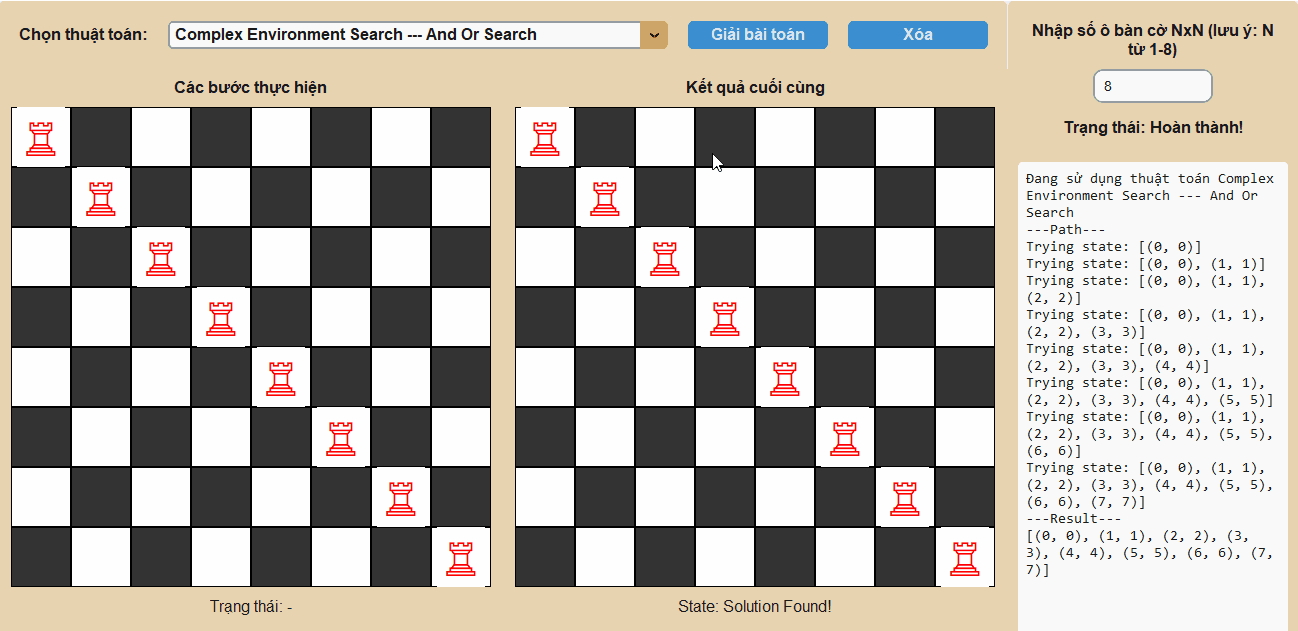 Chọn thuật toán:
Complex Environment Search --- And Or Search
Giải bài toán
Xóa
Nhập số ô bàn cờ NxN (lưu ý: N
từ 1-8)
8
Trạng thái: Hoàn thành!
Các bước thực hiện
Kết quả cuối cùng
Trạng thái: -
State: Solution Found!
Đang sử dụng thuật toán Complex
Environment Search --- And Or
Search
---Path---
Trying state: [(0, 0)]
Trying state: [(0, 0), (1, 1)]
Trying state: [(0, 0), (1, 1),
(2, 2)]
Trying state: [(0, 0), (1, 1),
(2, 2), (3, 3)]
Trying state: [(0, 0), (1, 1),
(2, 2), (3, 3), (4, 4)]
Trying state: [(0, 0), (1, 1),
(2, 2), (3, 3), (4, 4), (5, 5)]
Trying state: [(0, 0), (1, 1),
(2, 2), (3, 3), (4, 4), (5, 5),
(6, 6)]
Trying state: [(0, 0), (1, 1),
(2, 2), (3, 3), (4, 4), (5, 5),
(6, 6), (7, 7)]
---Result---
[(0, 0), (1, 1), (2, 2), (3,
3), (4, 4), (5, 5), (6, 6), (7,
7)]